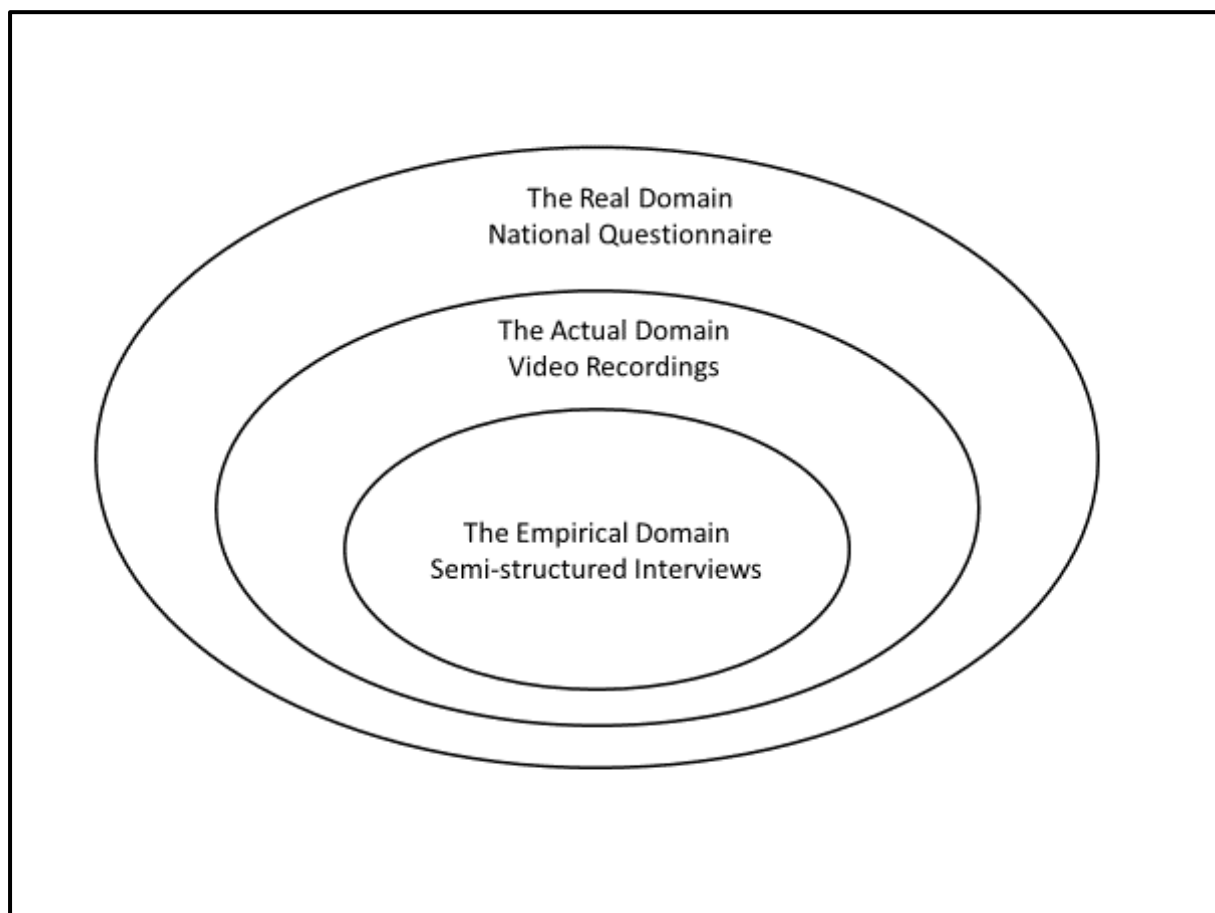 The Real Domain
National Questionnaire
The Actual Domain
Video Recordings
The Empirical Domain
Semi-structured Interviews